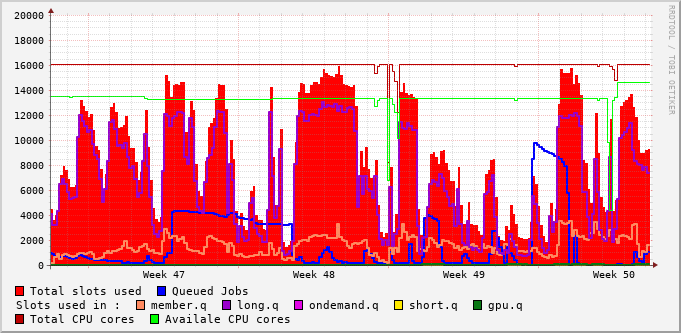 20000
18000
16000
14000
12000
10000
8000
6000
4000
2000
0
Week 47 Week 48 Week 49 Week 50
RRDTOOL / TOBI OETIKER
Total slots used Queued Jobs
Slots used in : member.q long.q ondemand.q short.q gpu.q
Total CPU cores Availale CPU cores